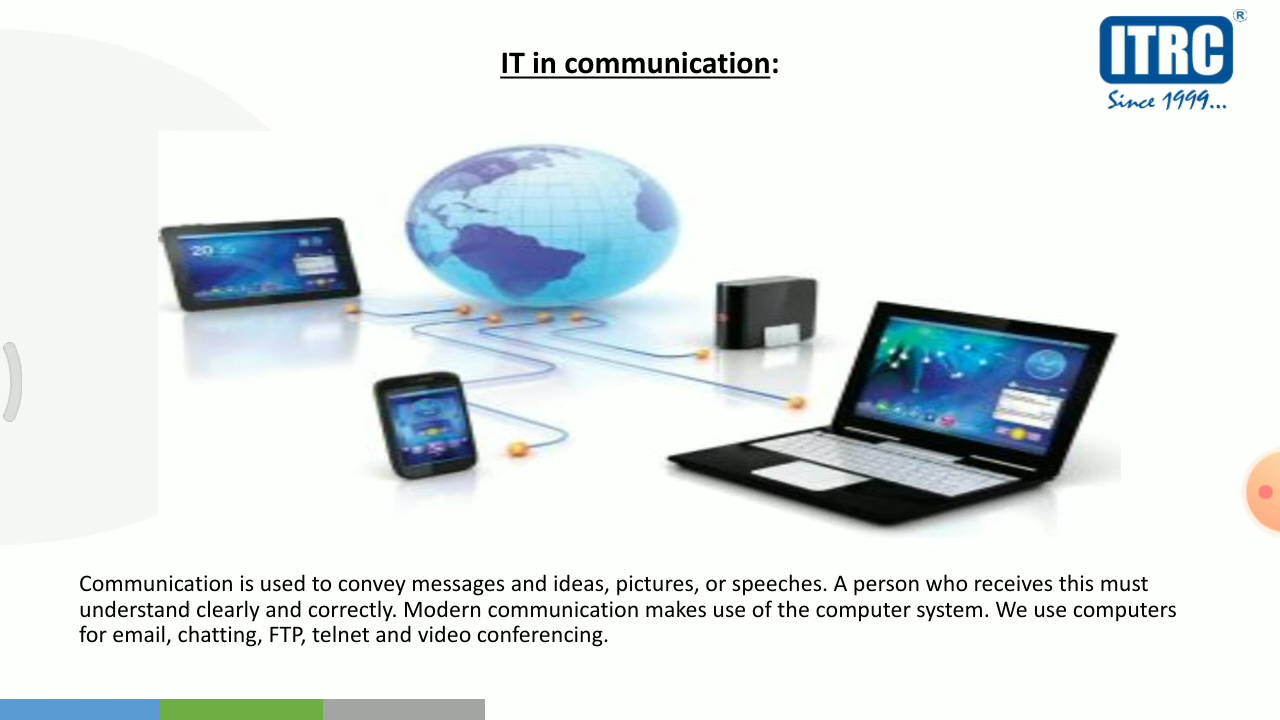 IT in communication:
ITRC®
Since 1999...
20:35
Communication is used to convey messages and ideas, pictures, or speeches. A person who receives this must
understand clearly and correctly. Modern communication makes use of the computer system. We use computers
for email, chatting, FTP, telnet and video conferencing.